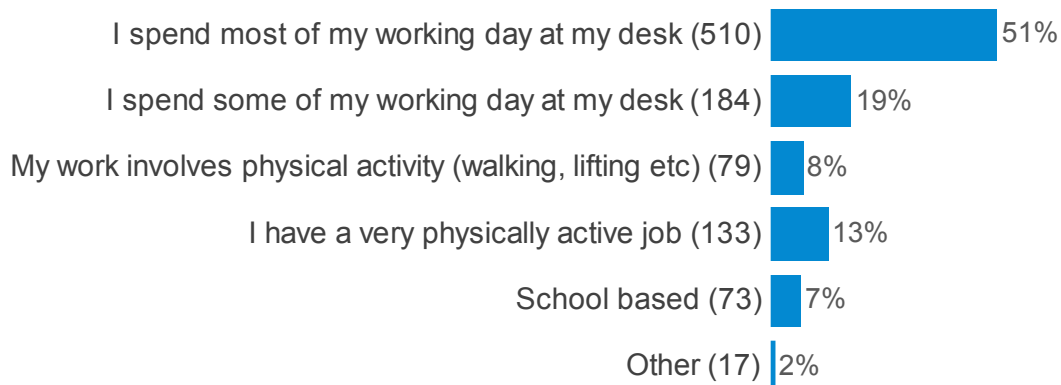 I spend most of my working day at my desk (510) 51%
I spend some of my working day at my desk (184) 19%
My work involves physical activity (walking, lifting etc) (79) 8%
I have a very physically active job (133) 13%
School based (73) 7%
Other (17) 2%